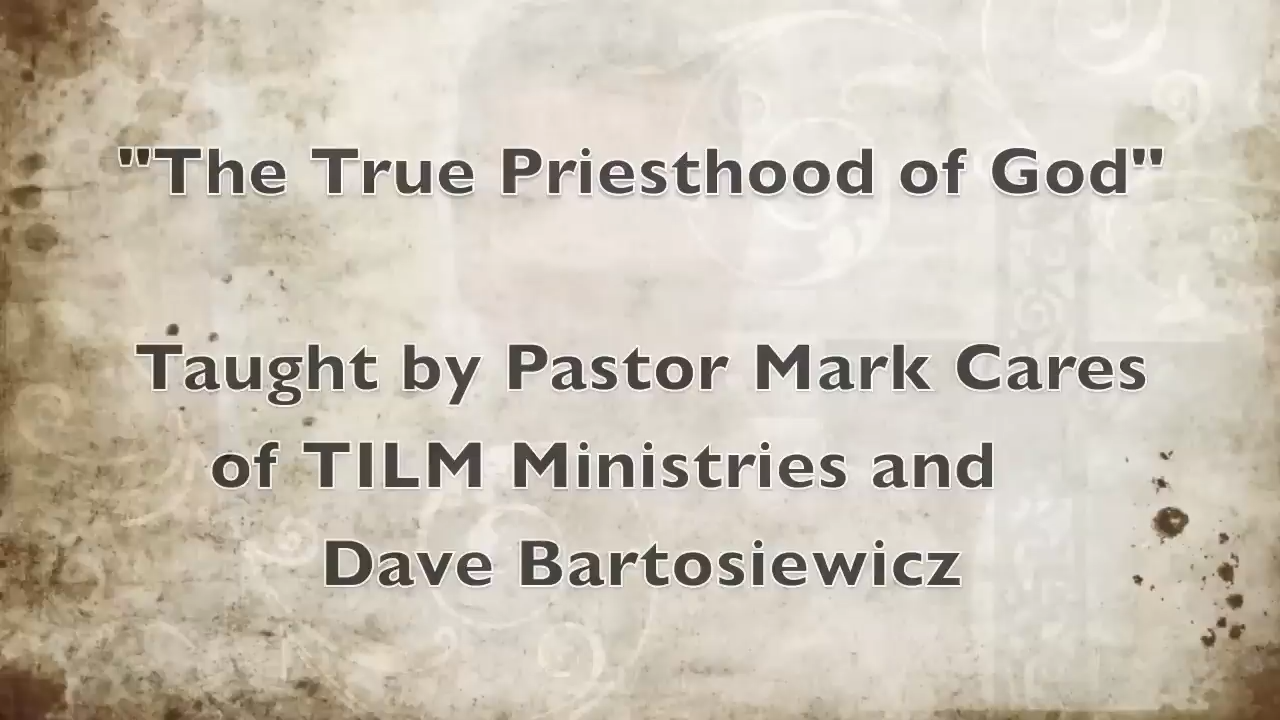 "The True Priesthood of God"
Taught by Pastor Mark Cares
of TILM Ministries and
Dave Bartosiewicz